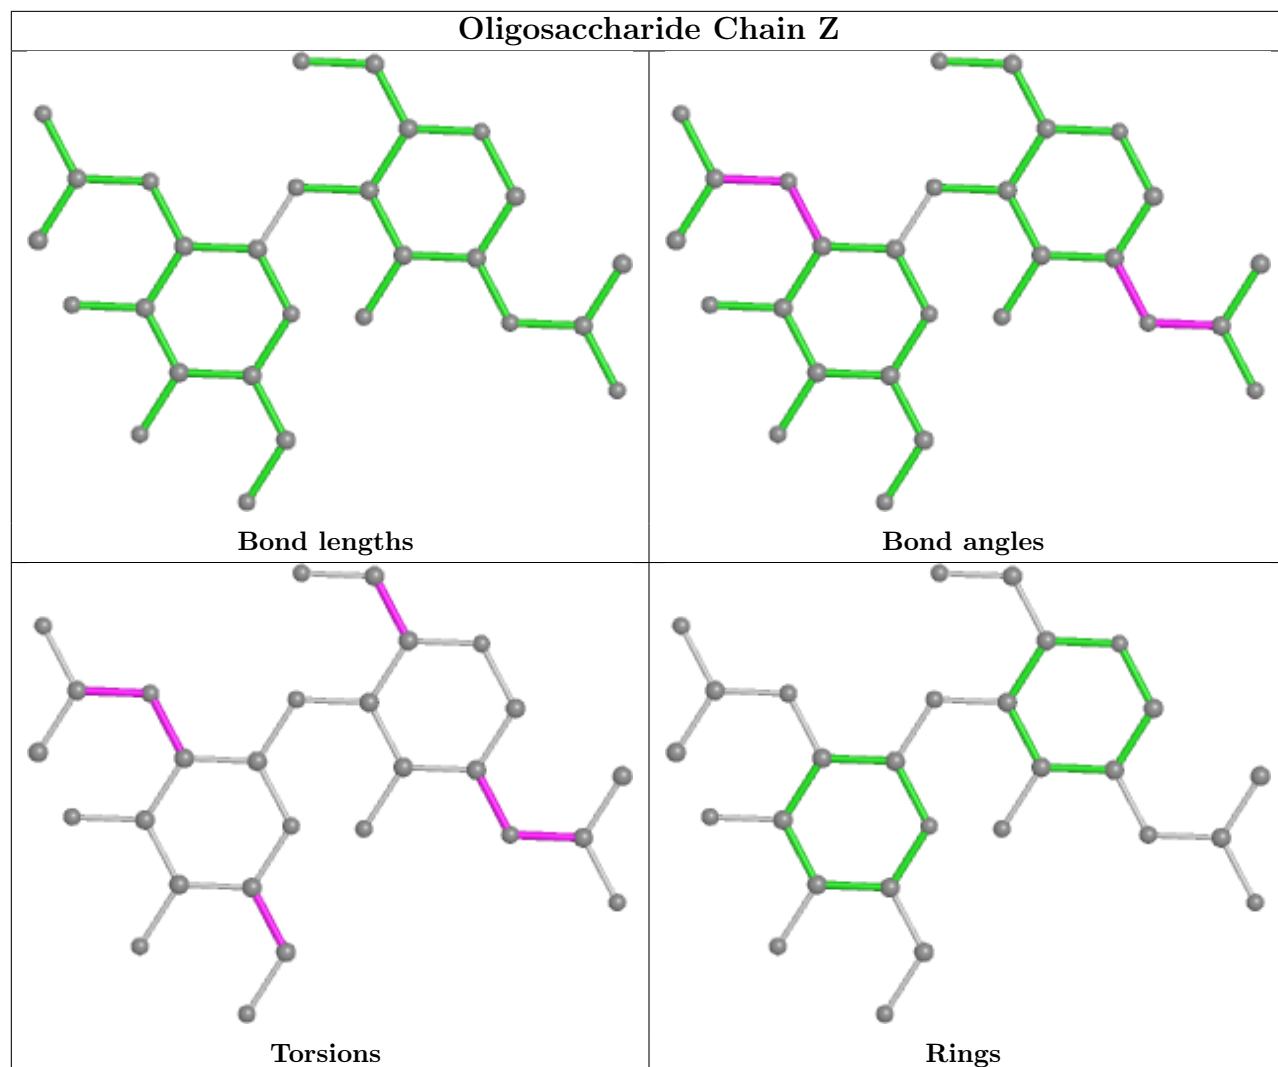 Oligosaccharide Chain Z
Bond lengths
Bond angles
Torsions
Rings